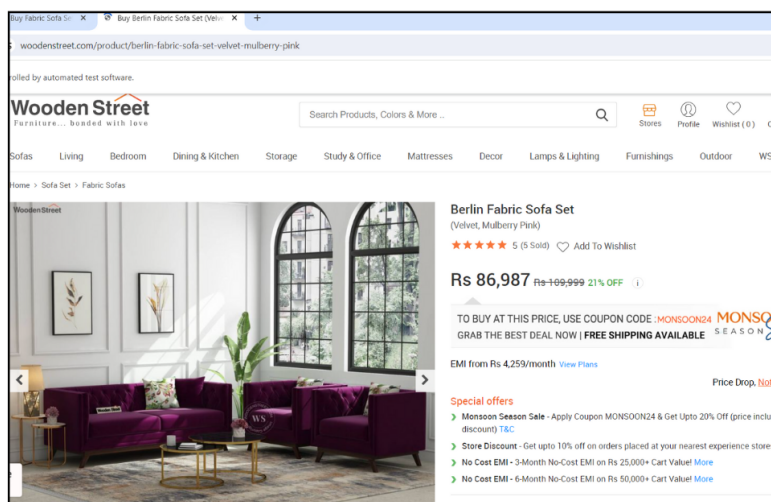 Buy Fabric Sofa Se
Buy Berlin Fabric Sofa Set (Velve
woodenstreet.com/product/berlin-fabric-sofa-set-velvet-mulberry-pink
rolled by automated test software.
Wooden Street
Furniture... bonded with love
Search Products, Colors & More ..
Stores Profile Wishlist ( 0 )
Sofas Living Bedroom Dining & Kitchen Storage Study & Office Mattresses Decor Lamps & Lighting Furnishings Outdoor WS
Home > Sofa Set > Fabric Sofas
WoodenStreet
Berlin Fabric Sofa Set
(Velvet, Mulberry Pink)
5 (5 Sold) Add To Wishlist
Rs 86,987 Rs 109,999 21% OFF i
TO BUY AT THIS PRICE, USE COUPON CODE :MONSOON24
GRAB THE BEST DEAL NOW | FREE SHIPPING AVAILABLE
MONSO
SEASON
EMI from Rs 4,259/month View Plans
Price Drop, Not
Special offers
Monsoon Season Sale - Apply Coupon MONSOON24 & Get Upto 20% Off (price inclu
discount) T&C
Store Discount - Get upto 10% off on orders placed at your nearest experience store
No Cost EMI - 3-Month No-Cost EMI on Rs 25,000+ Cart Value! More
No Cost EMI - 6-Month No-Cost EMI on Rs 50,000+ Cart Value! More
Wooden Street
WS